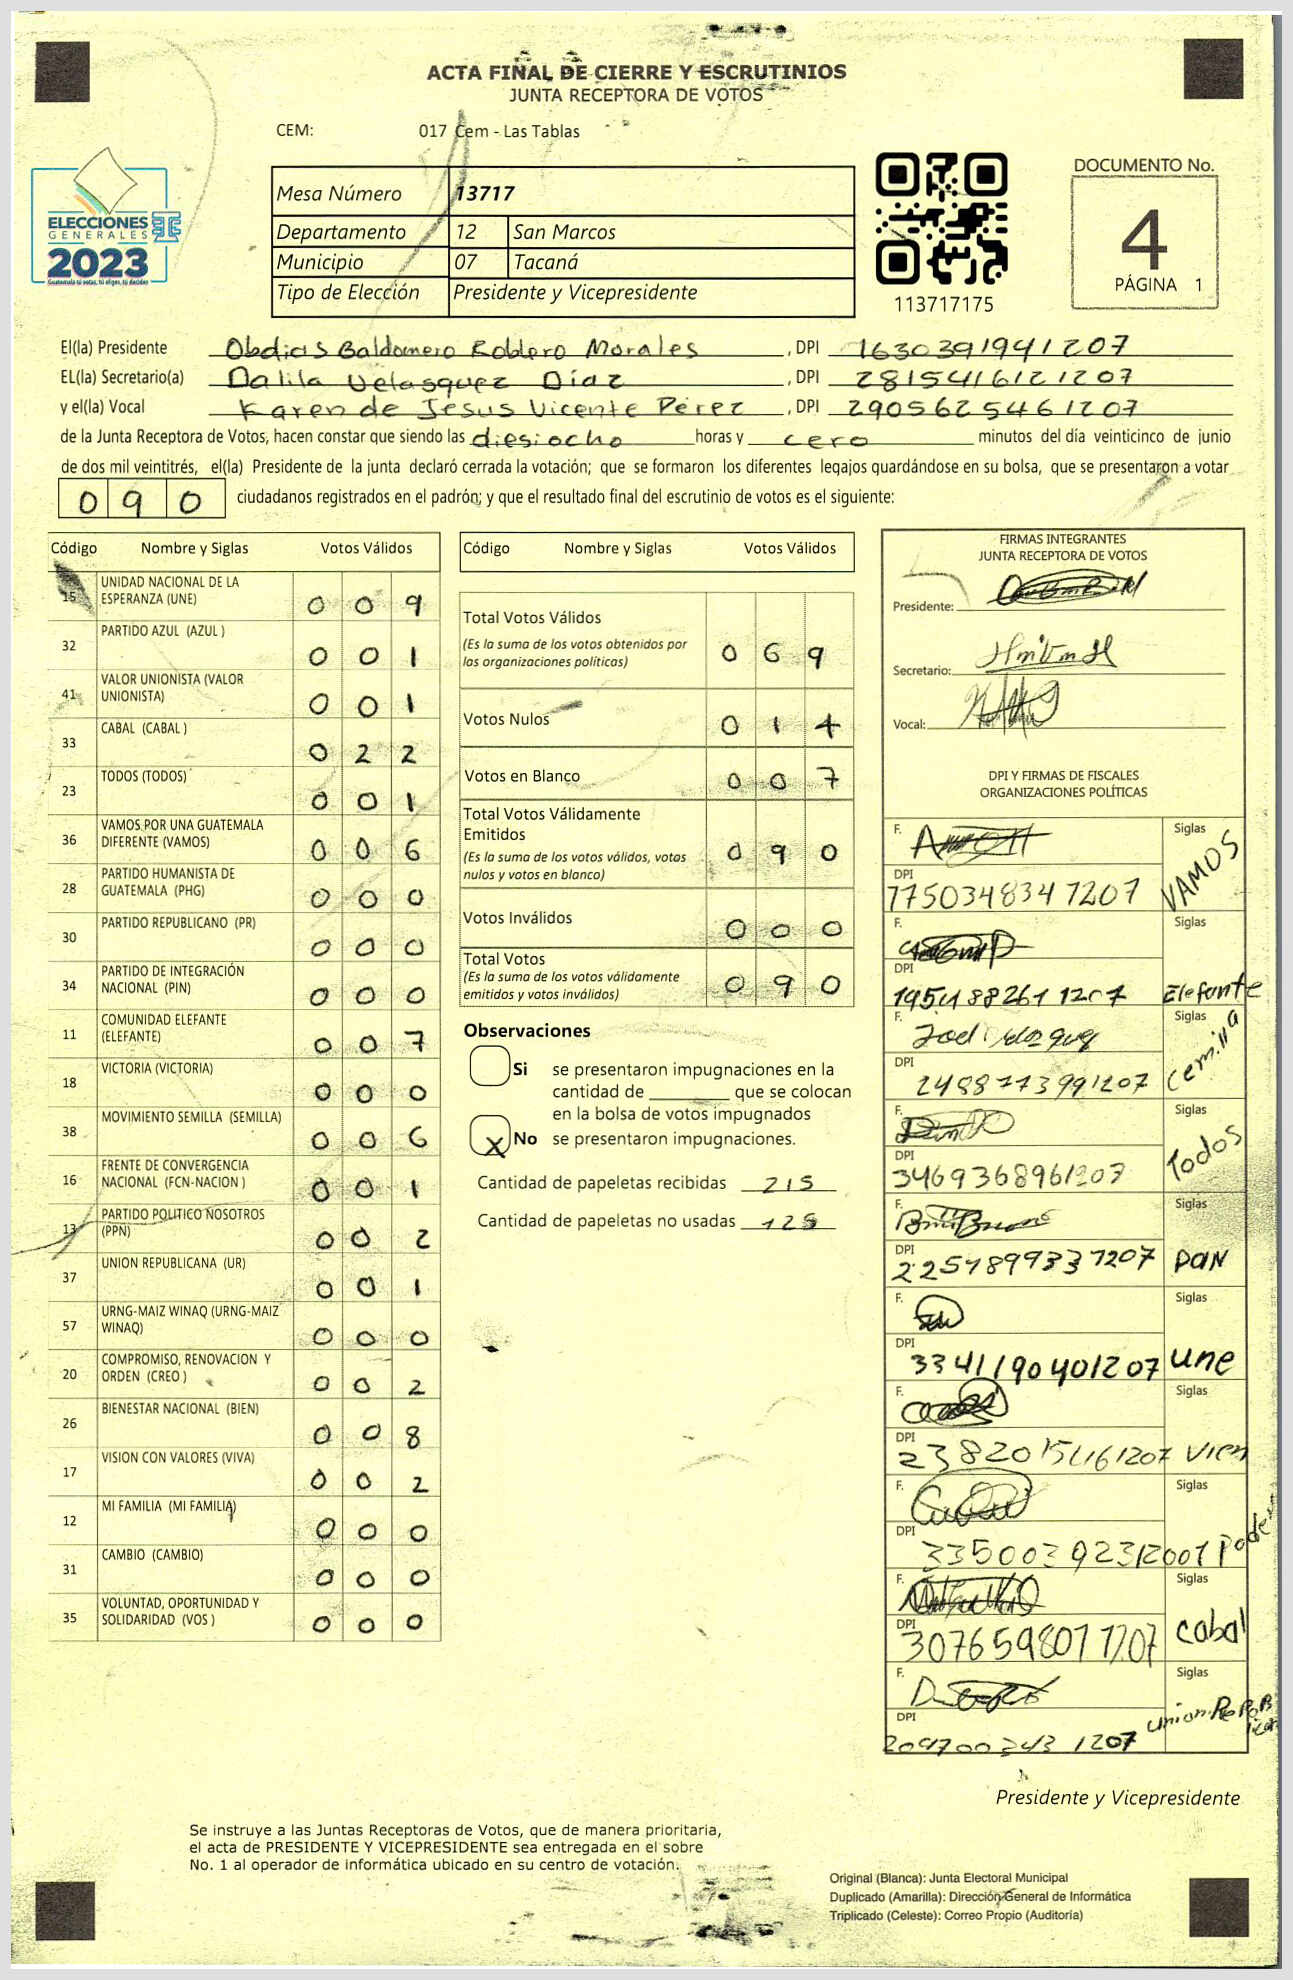 ACTA FINAL DE CIERRE Y ESCRUTINIOS
JUNTA RECEPTORA DE VOTOS
CEM: 017 Cem - Las Tablas
ELECCIONES
GENERALES
2023
Guatemala tú votas, tú eliges, tú decides
Mesa Número 13717
Departamento 12 San Marcos
Municipio 07 Tacaná
Tipo de Elección Presidente y Vicepresidente
113717175
DOCUMENTO No.
4
PÁGINA 1
El(la) Presidente Obdias Baldomero Roblero Morales, DPI 1630391941207
EL(la) Secretario(a) Dalila Velasquez Díaz, DPI 2815416121207
y el(la) Vocal Karen de Jesus Vicente Pérez, DPI 2905625461207
de la Junta Receptora de Votos, hacen constar que siendo las diesiocho horas y cero minutos del día veinticinco de junio
de dos mil veintitrés, el(la) Presidente de la junta declaró cerrada la votación; que se formaron los diferentes legajos guardándose en su bolsa, que se presentaron a votar
0 9 0 ciudadanos registrados en el padrón; y que el resultado final del escrutinio de votos es el siguiente:
Código Nombre y Siglas Votos Válidos
15 UNIDAD NACIONAL DE LA ESPERANZA (UNE) 0 0 9
32 PARTIDO AZUL (AZUL ) 0 0 1
41 VALOR UNIONISTA (VALOR UNIONISTA) 0 0 1
33 CABAL (CABAL ) 0 2 2
23 TODOS (TODOS) 0 0 1
36 VAMOS POR UNA GUATEMALA DIFERENTE (VAMOS) 0 0 6
28 PARTIDO HUMANISTA DE GUATEMALA (PHG) 0 0 0
30 PARTIDO REPUBLICANO (PR) 0 0 0
34 PARTIDO DE INTEGRACIÓN NACIONAL (PIN) 0 0 0
11 COMUNIDAD ELEFANTE (ELEFANTE) 0 0 7
18 VICTORIA (VICTORIA) 0 0 0
38 MOVIMIENTO SEMILLA (SEMILLA) 0 0 6
16 FRENTE DE CONVERGENCIA NACIONAL (FCN-NACION ) 0 0 1
13 PARTIDO POLITICO NOSOTROS (PPN) 0 0 2
37 UNION REPUBLICANA (UR) 0 0 1
57 URNG-MAIZ WINAQ (URNG-MAIZ WINAQ) 0 0 0
20 COMPROMISO, RENOVACION Y ORDEN (CREO ) 0 0 2
26 BIENESTAR NACIONAL (BIEN) 0 0 8
17 VISION CON VALORES (VIVA) 0 0 2
12 MI FAMILIA (MI FAMILIA) 0 0 0
31 CAMBIO (CAMBIO) 0 0 0
35 VOLUNTAD, OPORTUNIDAD Y SOLIDARIDAD (VOS ) 0 0 0
Código Nombre y Siglas Votos Válidos
Total Votos Válidos
(Es la suma de los votos obtenidos por
las organizaciones políticas) 0 6 9
Votos Nulos 0 1 4
Votos en Blanco 0 0 7
Total Votos Válidamente
Emitidos
(Es la suma de los votos válidos, votos
nulos y votos en blanco) 0 9 0
Votos Inválidos 0 0 0
Total Votos
(Es la suma de los votos válidamente
emitidos y votos inválidos) 0 9 0
Observaciones
Si se presentaron impugnaciones en la
cantidad de ________ que se colocan
en la bolsa de votos impugnados
X No se presentaron impugnaciones.
Cantidad de papeletas recibidas 215
Cantidad de papeletas no usadas 125
FIRMAS INTEGRANTES
JUNTA RECEPTORA DE VOTOS
Presidente:
Secretario:
Vocal:
DPI Y FIRMAS DE FISCALES
ORGANIZACIONES POLÍTICAS
F. Siglas
DPI 1775034834 1207 VAMOS
F. Siglas
DPI Elefante
F. Siglas
DPI 2488773991207 Cemilla
F. Siglas
DPI 3469368961207 Todos
F. Siglas
DPI 2251899331207 PAN
F. Siglas
DPI 3341190401207 Une
F. Siglas
DPI Vien
F. Siglas
DPI Poder
F. Siglas
DPI 3076598011207 Cabal
F. Siglas
DPI Union
Presidente y Vicepresidente
Se instruye a las Juntas Receptoras de Votos, que de manera prioritaria,
el acta de PRESIDENTE Y VICEPRESIDENTE sea entregada en el sobre
No. 1 al operador de informática ubicado en su centro de votación.
Original (Blanca): Junta Electoral Municipal
Duplicado (Amarilla): Dirección General de Informática
Triplicado (Celeste): Correo Propio (Auditoría)